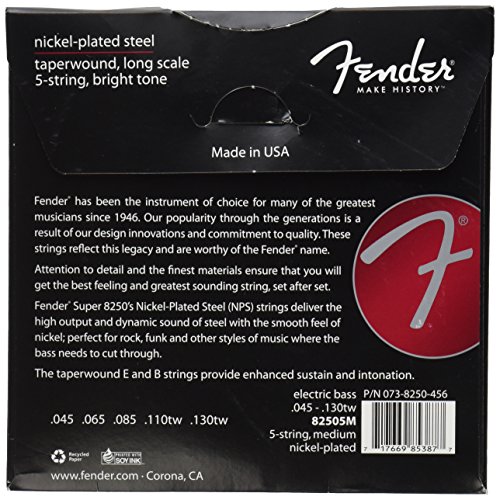 nickel-plated steel
taperwound, long scale
5-string, bright tone
Fender
MAKE HISTORY™
Made in USA
Fender® has been the instrument of choice for many of the greatest
musicians since 1946. Our popularity through the generations is a
result of our design innovations and commitment to quality. These
strings reflect this legacy and are worthy of the Fender® name.
Attention to detail and the finest materials ensure that you will
get the best feeling and greatest sounding string, set after set.
Fender® Super 8250's Nickel-Plated Steel (NPS) strings deliver the
high output and dynamic sound of steel with the smooth feel of
nickel; perfect for rock, funk and other styles of music where the
bass needs to cut through.
The taperwound E and B strings provide enhanced sustain and intonation.
F®
.045 .065 .085 .110tw .130tw
electric bass
.045 - .130tw
82505M
5-string, medium
nickel-plated
P/N 073-8250-456
7 17669 85387 7
Recycled
Paper
PRINTED WITH
SOY INK
www.fender.com - Corona, CA